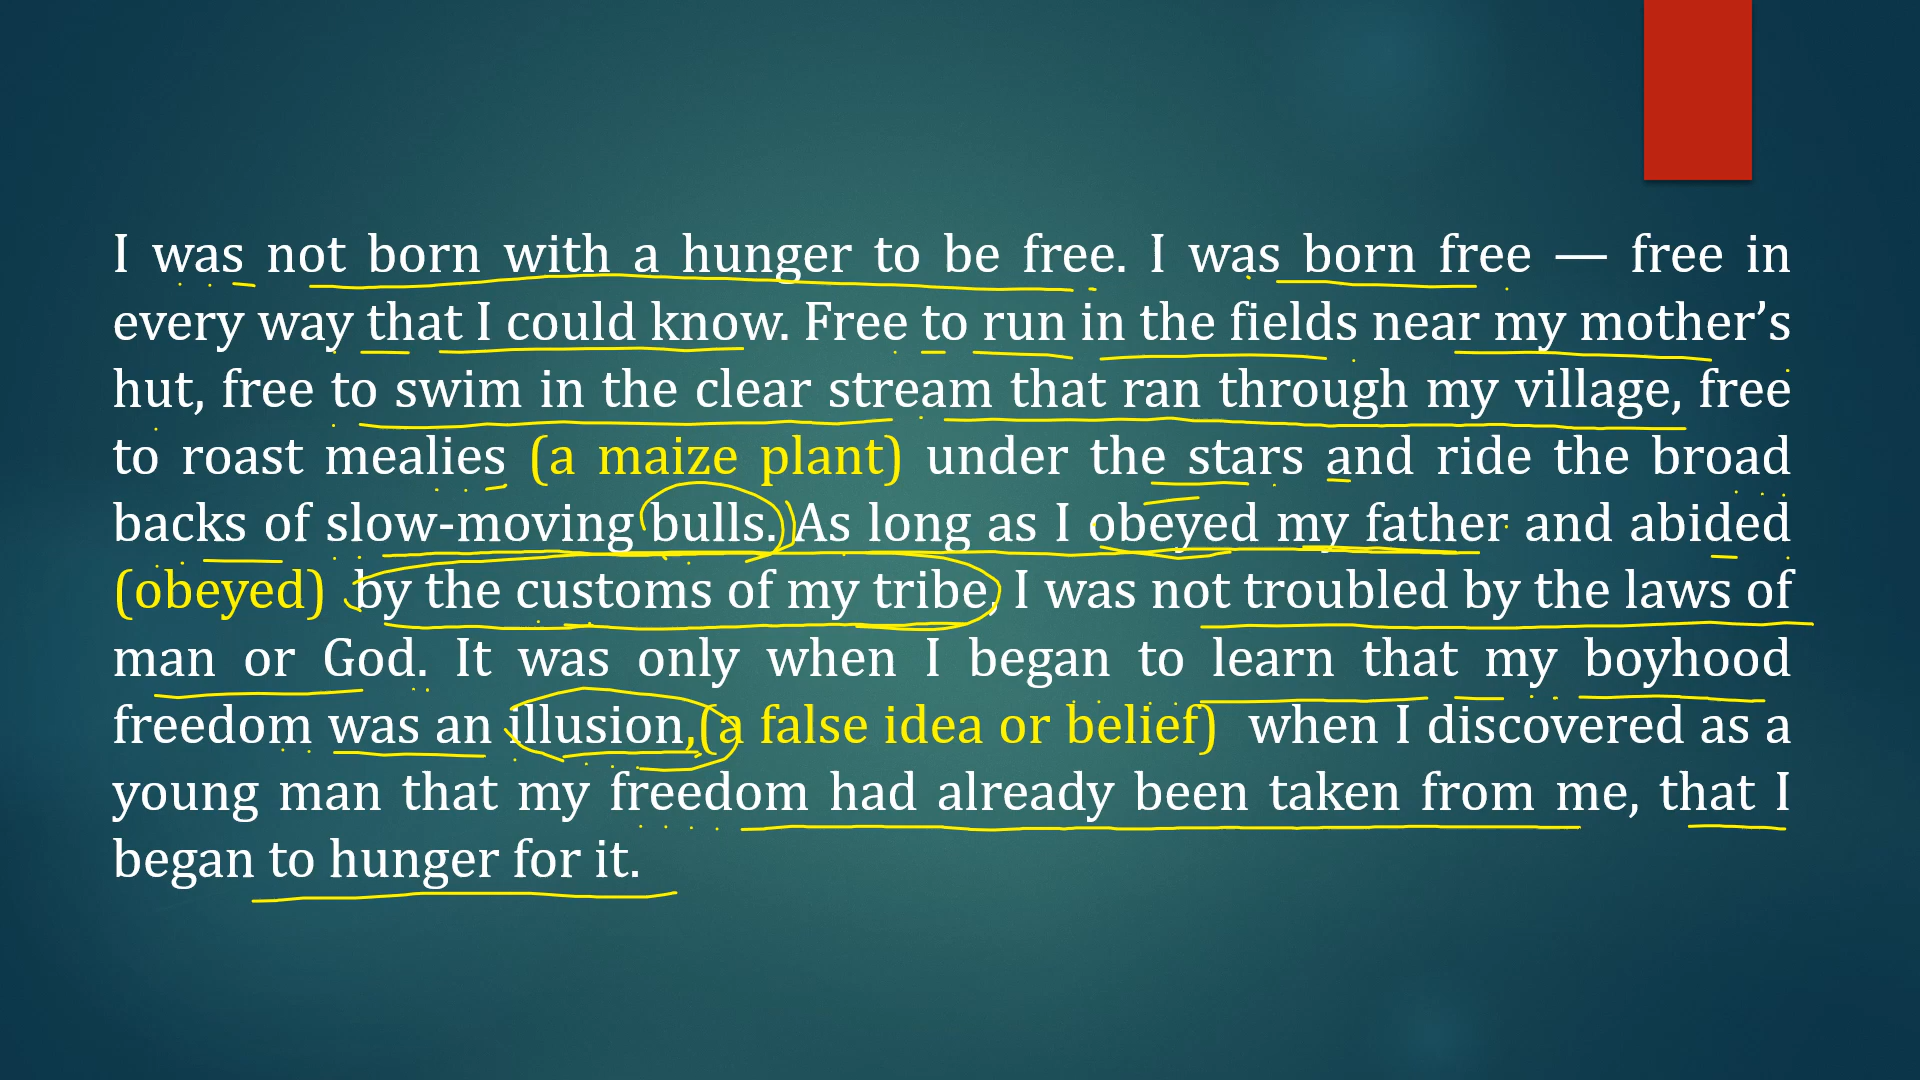 I was not born with a hunger to be free. I was born free — free in
every way that I could know. Free to run in the fields near my mother’s
hut, free to swim in the clear stream that ran through my village, free
to roast mealies (a maize plant) under the stars and ride the broad
backs of slow-moving bulls. As long as I obeyed my father and abided
(obeyed) by the customs of my tribe, I was not troubled by the laws of
man or God. It was only when I began to learn that my boyhood
freedom was an illusion,(a false idea or belief) when I discovered as a
young man that my freedom had already been taken from me, that I
began to hunger for it.